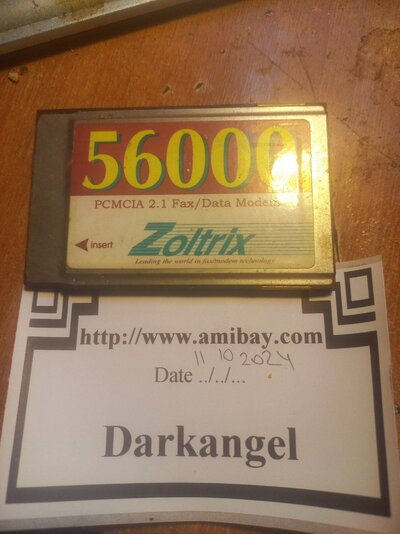 56000
PCMCIA 2.1 Fax/Data Modem
insert
Zoltrix
Leading the world in fax/modem technology
http://www.amibay.com
11 10 2024
Date ../../...
Darkangel